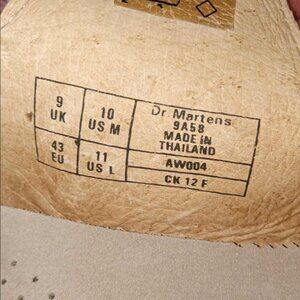 9
UK
10
US M
43
EU
11
US L
Dr Martens
9A58
MADE IN
THAILAND
AW004
CK 12 F